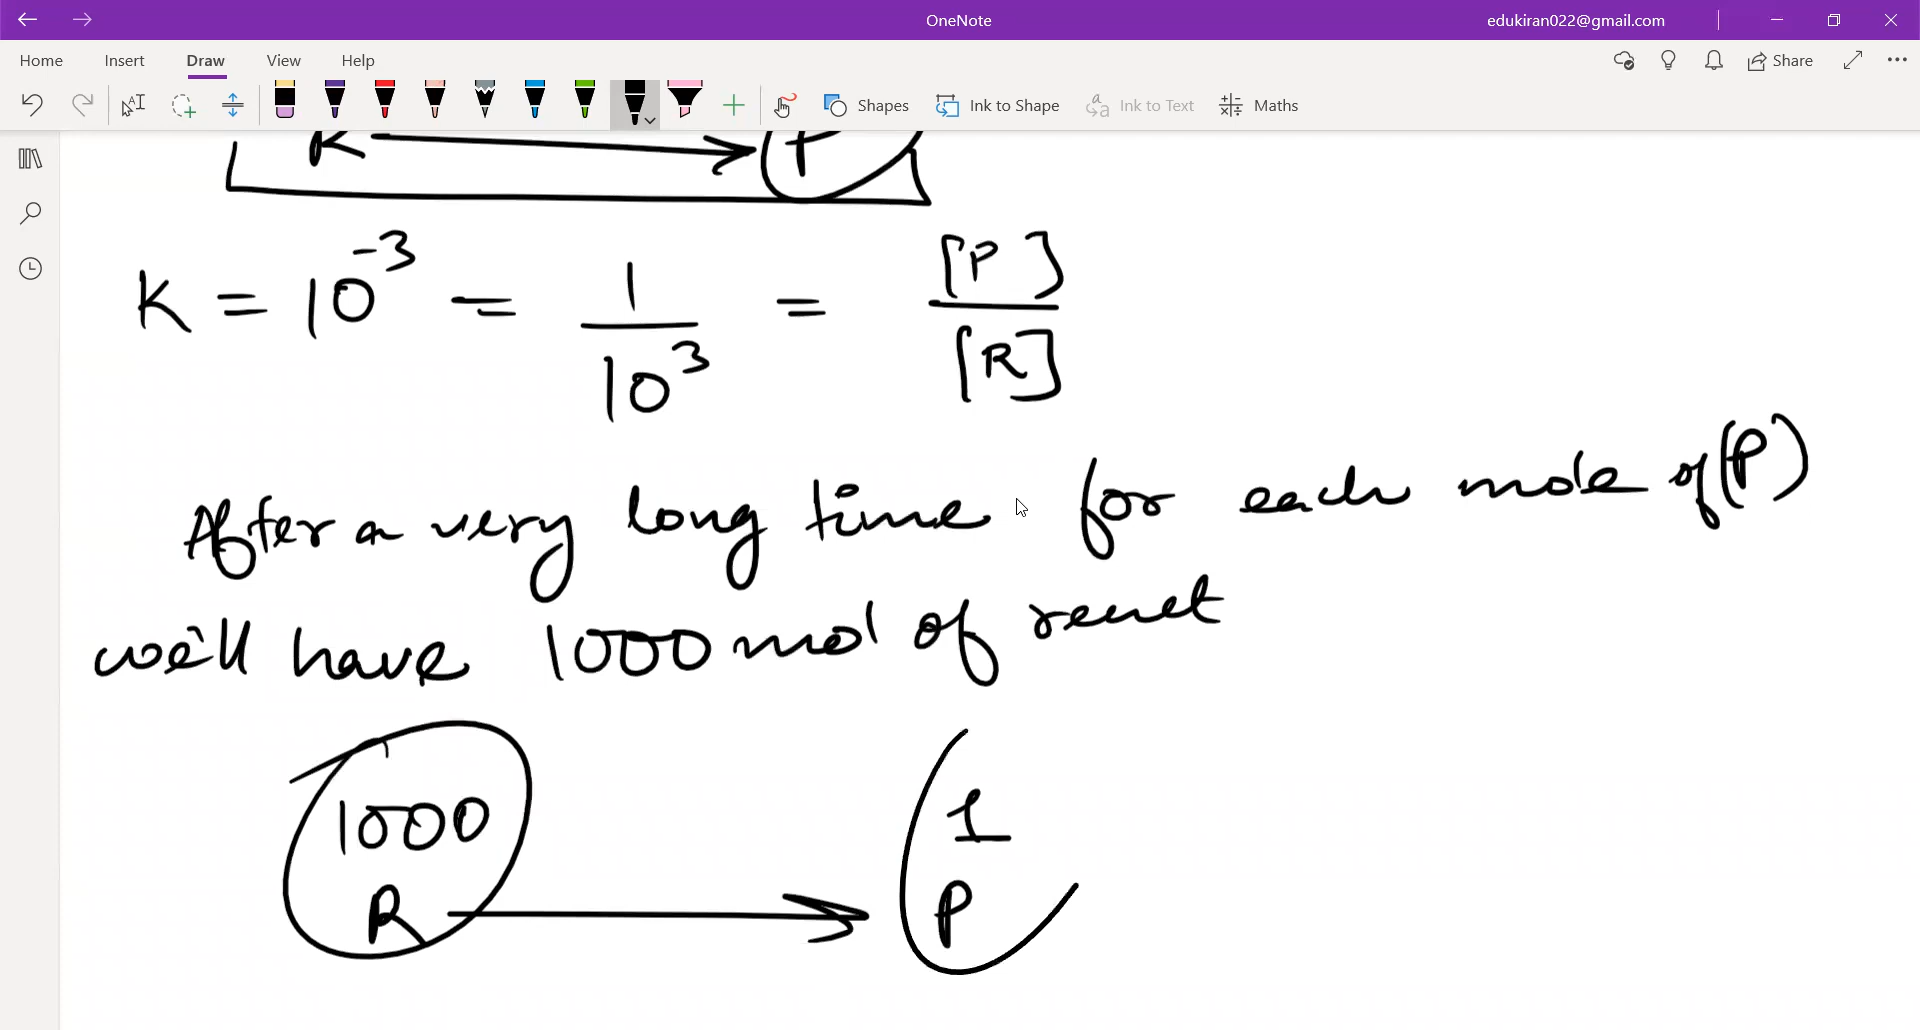 OneNote
edukiran022@gmail.com
Home Insert Draw View Help
Share
Shapes Ink to Shape Ink to Text Maths
R → P
K = 10^-3 = 1/10^3 = [P]/[R]
After a very long time for each mole of (P)
we'll have 1000 mol of
1000 1
R → P